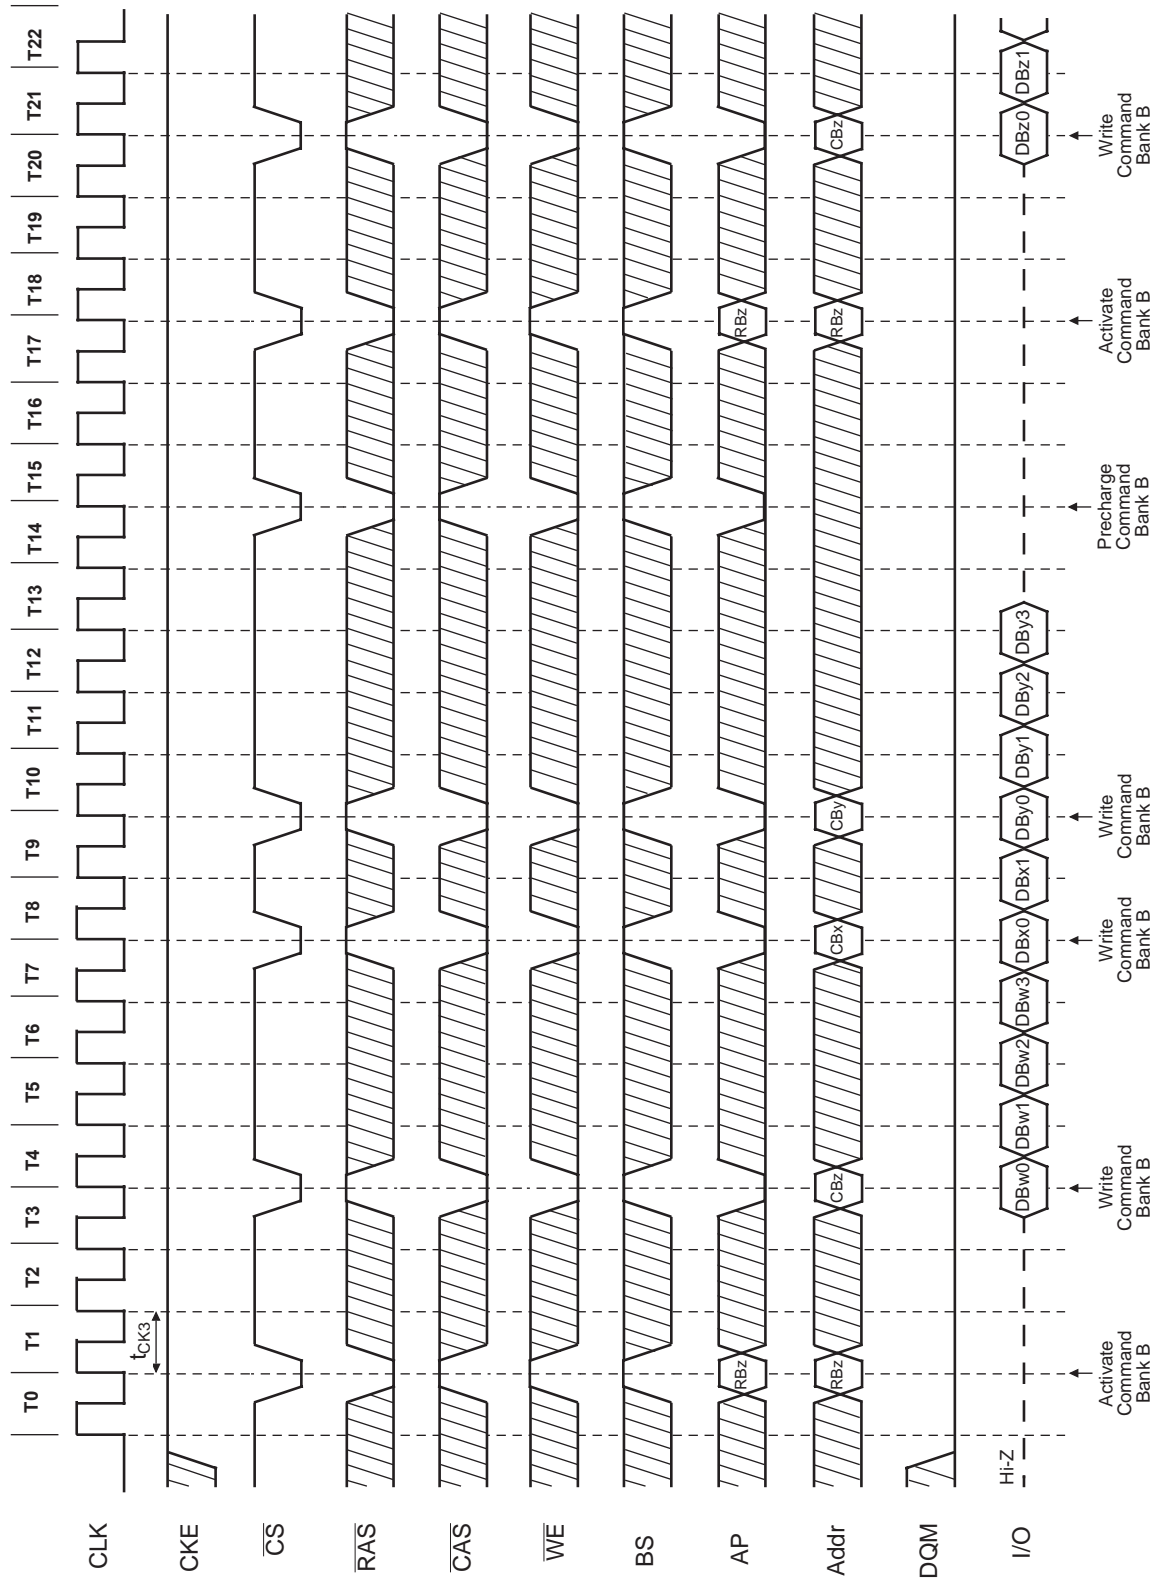 T0 T1 T2 T3 T4 T5 T6 T7 T8 T9 T10 T11 T12 T13 T14 T15 T16 T17 T18 T19 T20 T21 T22
CLK
tCK3
CKE
CS
RAS
CAS
WE
BS
AP
RBz RBz
Addr
RBz CBz CBx CBy RBz CBz
DQM
I/O
Hi-Z
DBw0 DBw1 DBw2 DBw3 DBx0 DBx1 DBy0 DBy1 DBy2 DBy3 DBz0 DBz1
Activate
Command
Bank B
Write
Command
Bank B
Write
Command
Bank B
Write
Command
Bank B
Precharge
Command
Bank B
Activate
Command
Bank B
Write
Command
Bank B